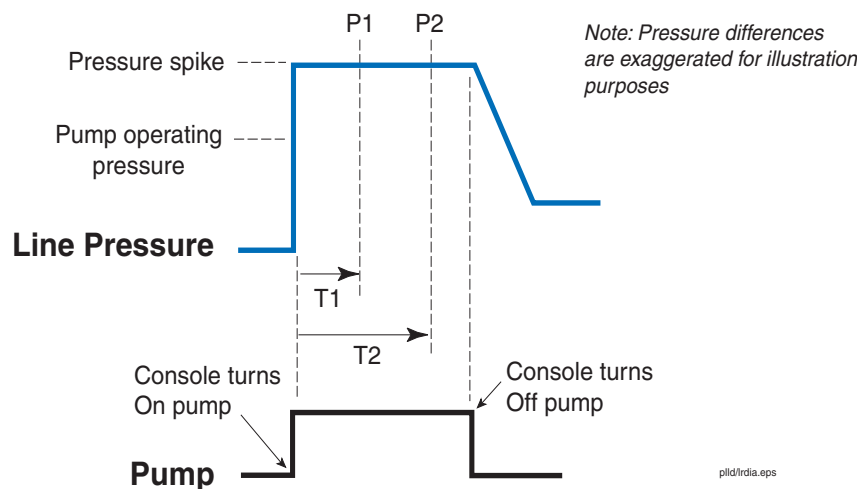 P1
P2
Note: Pressure differences
are exaggerated for illustration
purposes
Pressure spike
Pump operating
pressure
Line Pressure
T1
T2
Console turns
On pump
Console turns
Off pump
Pump
plld/lrdia.eps